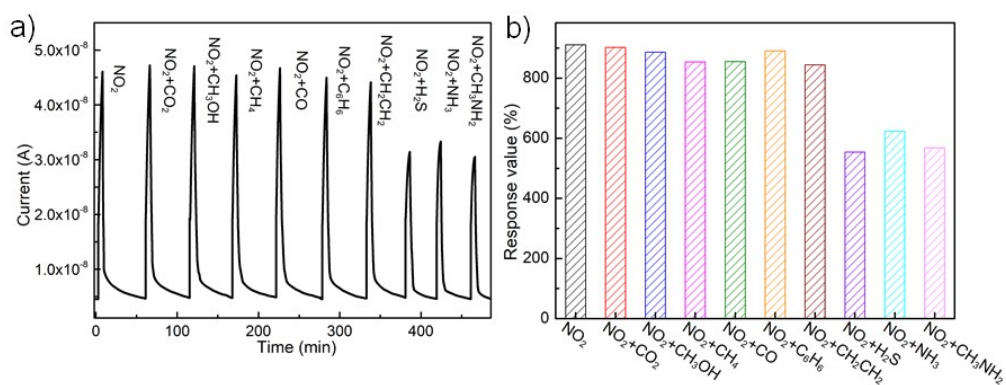 a)
5.0x10⁻⁸
4.0x10⁻⁸
3.0x10⁻⁸
2.0x10⁻⁸
1.0x10⁻⁸
Current (A)
NO₂
NO₂+CO₂
NO₂+CH₃OH
NO₂+CH₄
NO₂+CO
NO₂+C₆H₆
NO₂+CH₂CH₂
NO₂+H₂S
NO₂+NH₃
NO₂+CH₃NH₂
0
100
200
300
400
Time (min)
b)
800
600
400
200
0
Response value (%)
NO₂
NO₂+CO₂
NO₂+CH₃OH
NO₂+CH₄
NO₂+CO
NO₂+C₆H₆
NO₂+CH₂CH₂
NO₂+H₂S
NO₂+NH₃
NO₂+CH₃NH₂